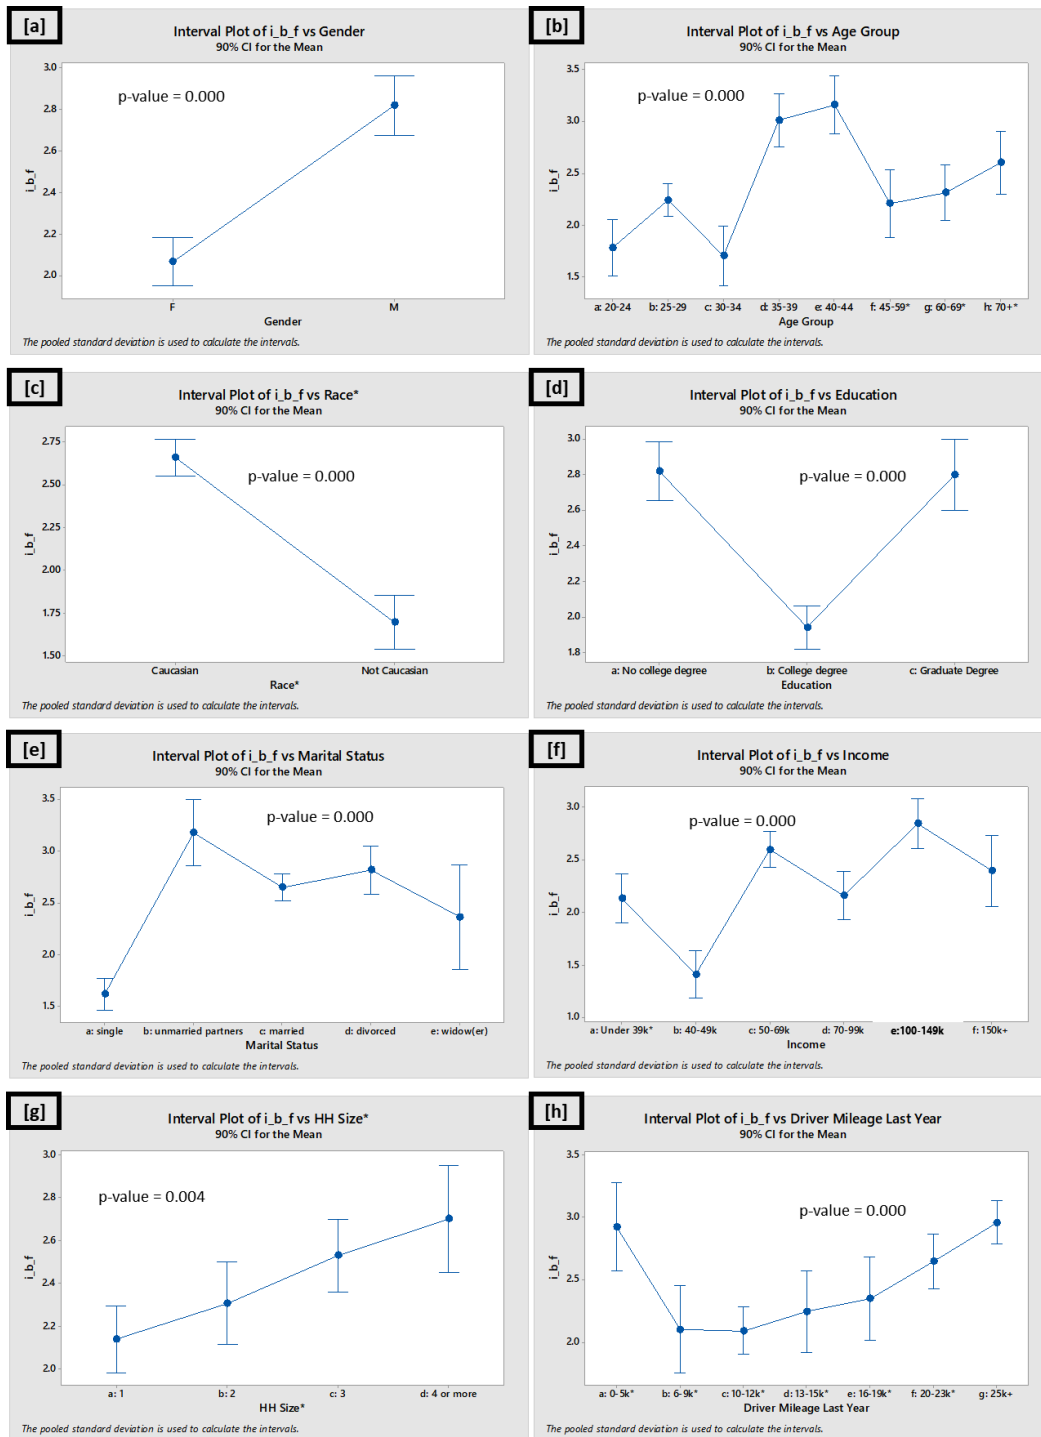 [a]
Interval Plot of i_b_f vs Gender
90% CI for the Mean
p-value = 0.000
3.0
2.8
2.6
2.4
2.2
2.0
i_b_f
F M
Gender
The pooled standard deviation is used to calculate the intervals.
[b]
Interval Plot of i_b_f vs Age Group
90% CI for the Mean
p-value = 0.000
3.5
3.0
2.5
2.0
1.5
i_b_f
a: 20-24 b: 25-29 c: 30-34 d: 35-39 e: 40-44 f: 45-59* g: 60-69* h: 70+*
Age Group
The pooled standard deviation is used to calculate the intervals.
[c]
Interval Plot of i_b_f vs Race*
90% CI for the Mean
p-value = 0.000
2.75
2.50
2.25
2.00
1.75
1.50
i_b_f
Caucasian Not Caucasian
Race*
The pooled standard deviation is used to calculate the intervals.
[d]
Interval Plot of i_b_f vs Education
90% CI for the Mean
p-value = 0.000
3.0
2.8
2.6
2.4
2.2
2.0
1.8
i_b_f
a: No college degree b: College degree c: Graduate Degree
Education
The pooled standard deviation is used to calculate the intervals.
[e]
Interval Plot of i_b_f vs Marital Status
90% CI for the Mean
p-value = 0.000
3.5
3.0
2.5
2.0
1.5
i_b_f
a: single b: unmarried partners c: married d: divorced e: widow(er)
Marital Status
The pooled standard deviation is used to calculate the intervals.
[f]
Interval Plot of i_b_f vs Income
90% CI for the Mean
p-value = 0.000
3.0
2.5
2.0
1.5
1.0
i_b_f
a: Under 39k* b: 40-49k c: 50-69k d: 70-99k e:100-149k f: 150k+
Income
The pooled standard deviation is used to calculate the intervals.
[g]
Interval Plot of i_b_f vs HH Size*
90% CI for the Mean
p-value = 0.004
3.0
2.8
2.6
2.4
2.2
2.0
i_b_f
a: 1 b: 2 c: 3 d: 4 or more
HH Size*
The pooled standard deviation is used to calculate the intervals.
[h]
Interval Plot of i_b_f vs Driver Mileage Last Year
90% CI for the Mean
p-value = 0.000
3.5
3.0
2.5
2.0
i_b_f
a: 0-5k* b: 6-9k* c: 10-12k* d: 13-15k* e: 16-19k* f: 20-23k* g: 25k+
Driver Mileage Last Year
The pooled standard deviation is used to calculate the intervals.